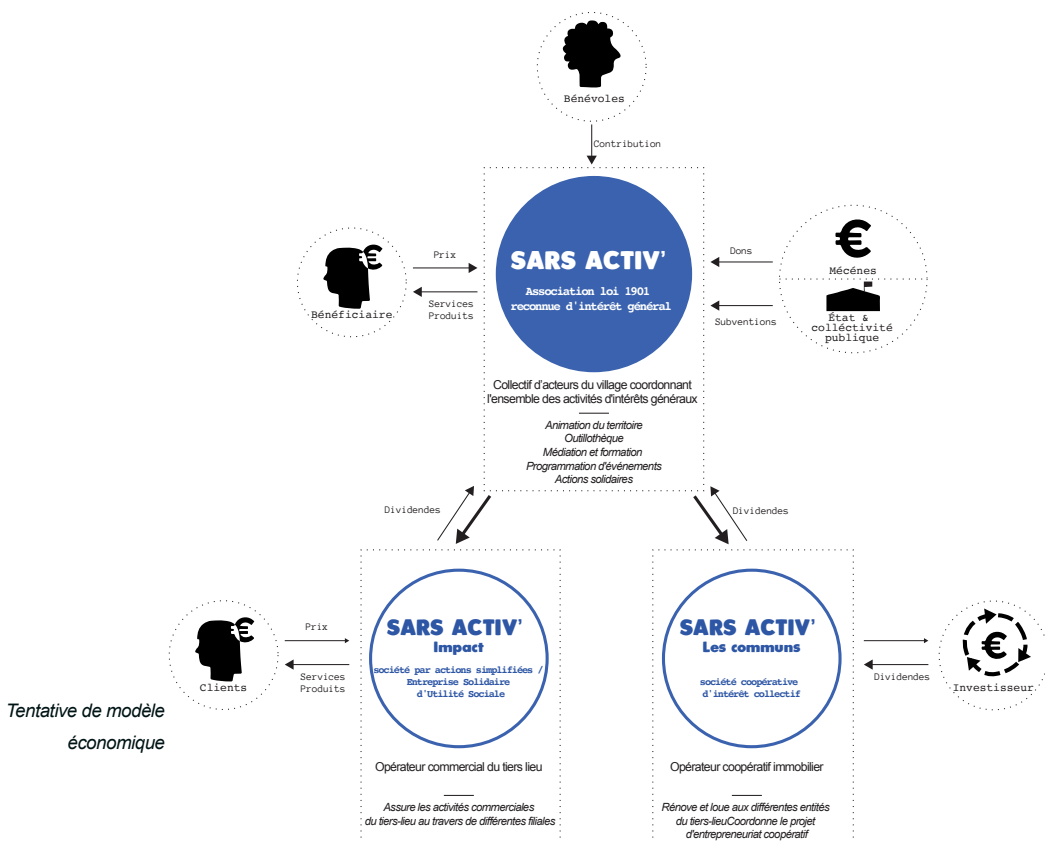 Bénévoles
Contribution
SARS ACTIV'
Association loi 1901
reconnue d'intérêt général
Prix
Services
Produits
Bénéficiaire
Dons
Subventions
€
Mécénes
État &
colléctivité
publique
Collectif d'acteurs du village coordonnant
l'ensemble des activités d'intérêts généraux
Animation du territoire
Outillothèque
Médiation et formation
Programmation d'événements
Actions solidaires
Dividendes
Dividendes
€
Clients
Prix
Services
Produits
SARS ACTIV'
Impact
société par actions simplifiées /
Entreprise Solidaire
d'Utilité Sociale
Opérateur commercial du tiers lieu
Assure les activités commerciales
du tiers-lieu au travers de différentes filiales
SARS ACTIV'
Les communs
société coopérative
d'intérêt collectif
Opérateur coopératif immobilier
Rénove et loue aux différentes entités
du tiers-lieuCoordonne le projet
d'entrepreneuriat coopératif
Dividendes
€
Investisseur
Tentative de modèle
économique
€